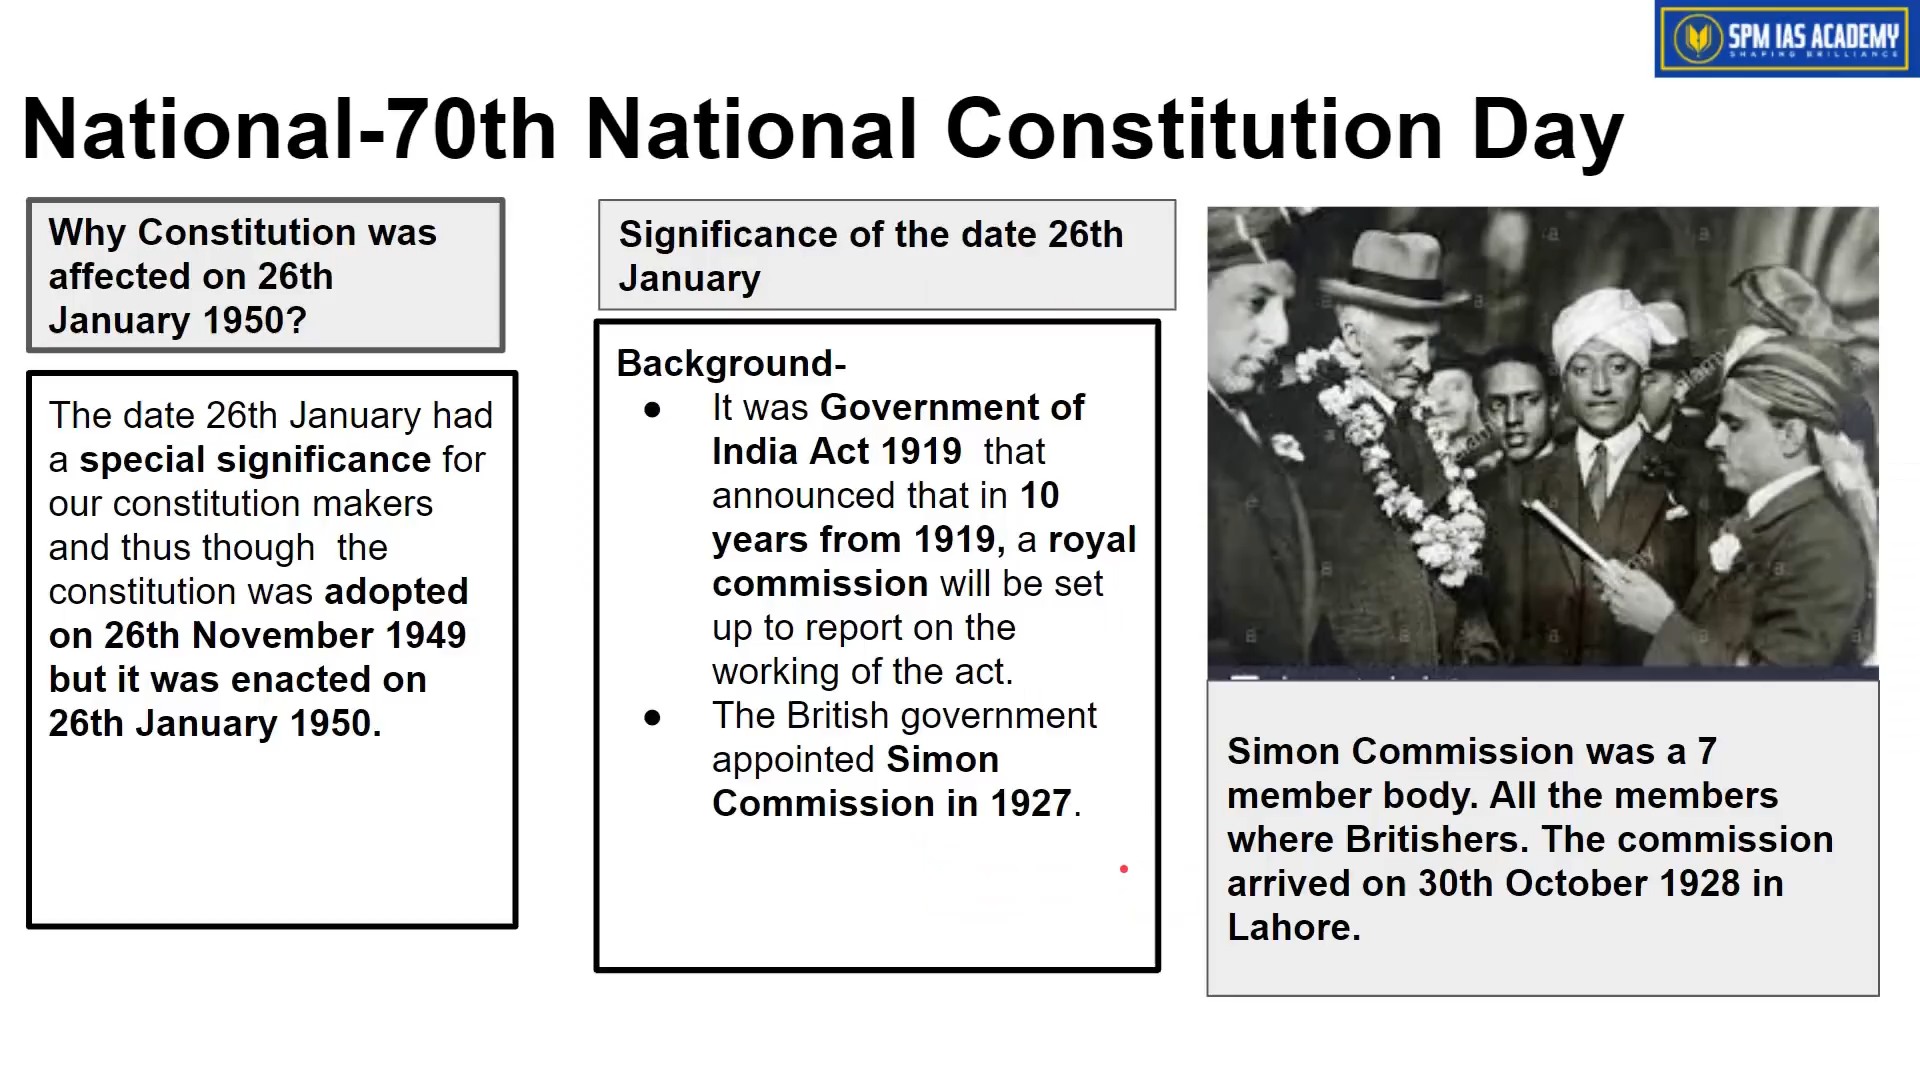 SPM IAS ACADEMY
SHAPING BRILLIANCE
National-70th National Constitution Day
Why Constitution was
affected on 26th
January 1950?
The date 26th January had
a special significance for
our constitution makers
and thus though the
constitution was adopted
on 26th November 1949
but it was enacted on
26th January 1950.
Significance of the date 26th
January
Background-
● It was Government of
India Act 1919 that
announced that in 10
years from 1919, a royal
commission will be set
up to report on the
working of the act.
● The British government
appointed Simon
Commission in 1927.
Simon Commission was a 7
member body. All the members
where Britishers. The commission
arrived on 30th October 1928 in
Lahore.